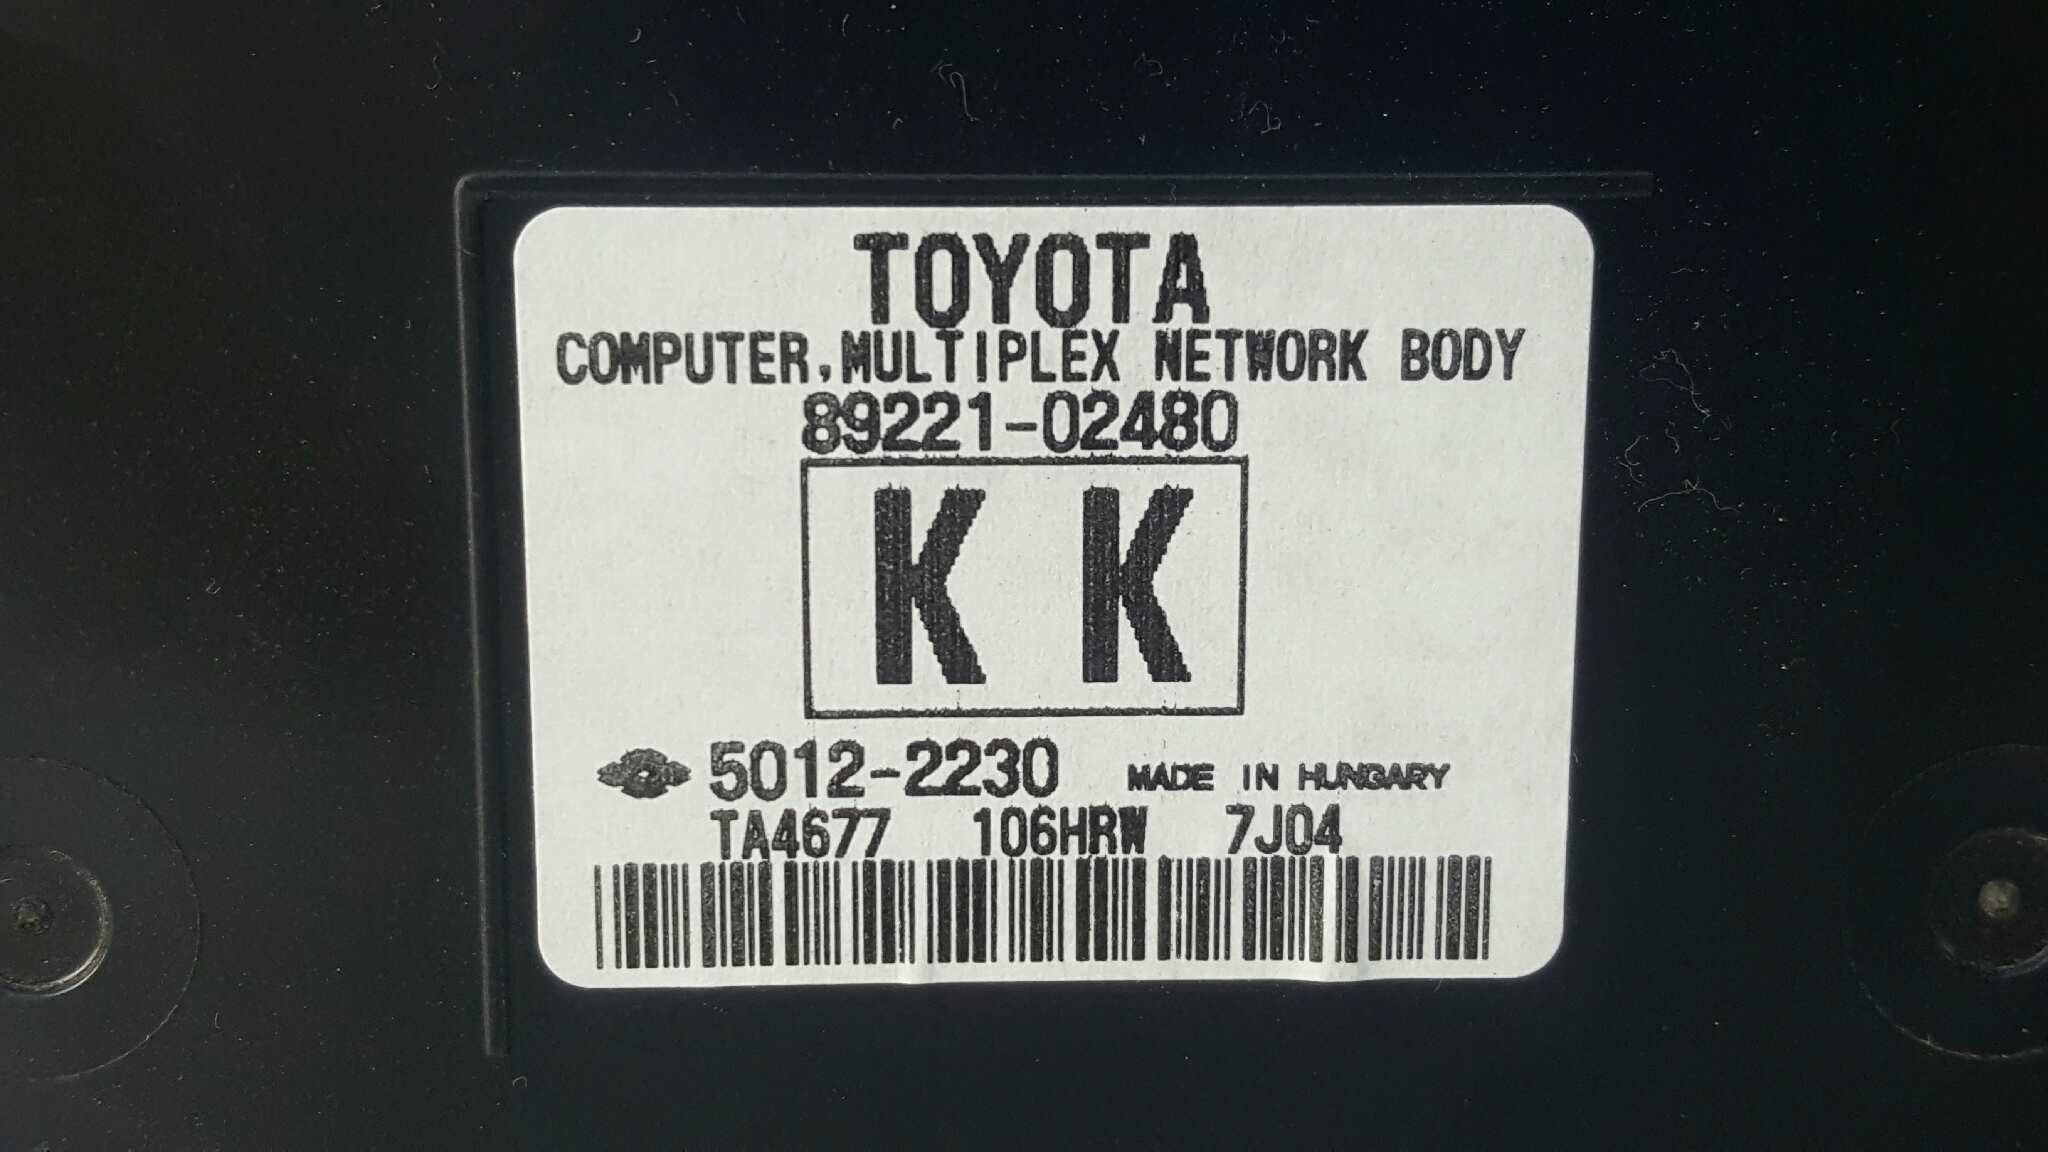 TOYOTA
COMPUTER,MULTIPLEX NETWORK BODY
89221-02480
K K
5012-2230 MADE IN HUNGARY
TA4677 106HRW 7J04